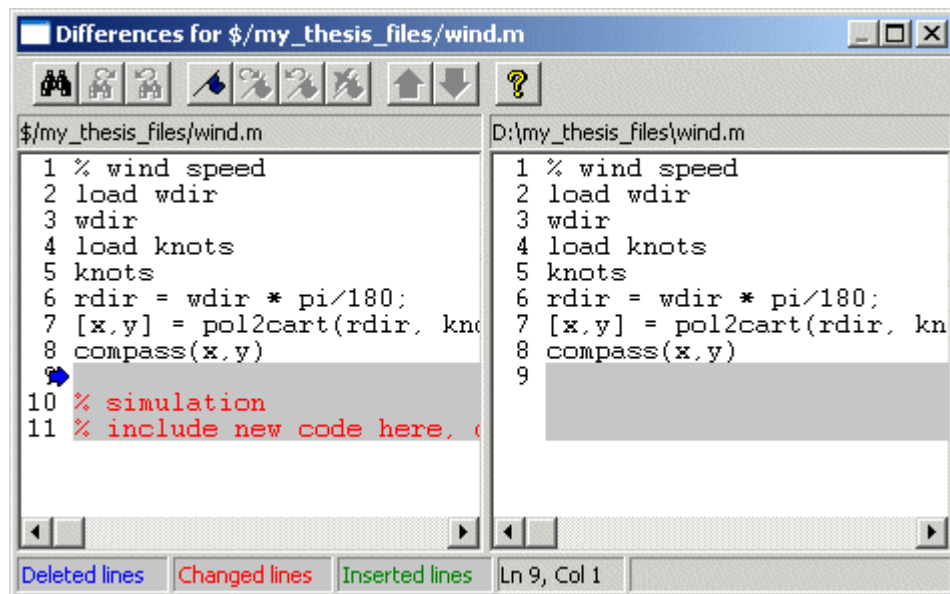 Differences for $/my_thesis_files/wind.m
$/my_thesis_files/wind.m
1 % wind speed
2 load wdir
3 wdir
4 load knots
5 knots
6 rdir = wdir * pi/180;
7 [x,y] = pol2cart(rdir, kno
8 compass(x,y)
9
10 % simulation
11 % include new code here,
D:\my_thesis_files\wind.m
1 % wind speed
2 load wdir
3 wdir
4 load knots
5 knots
6 rdir = wdir * pi/180;
7 [x,y] = pol2cart(rdir, kn
8 compass(x,y)
9
Deleted lines
Changed lines
Inserted lines
Ln 9, Col 1